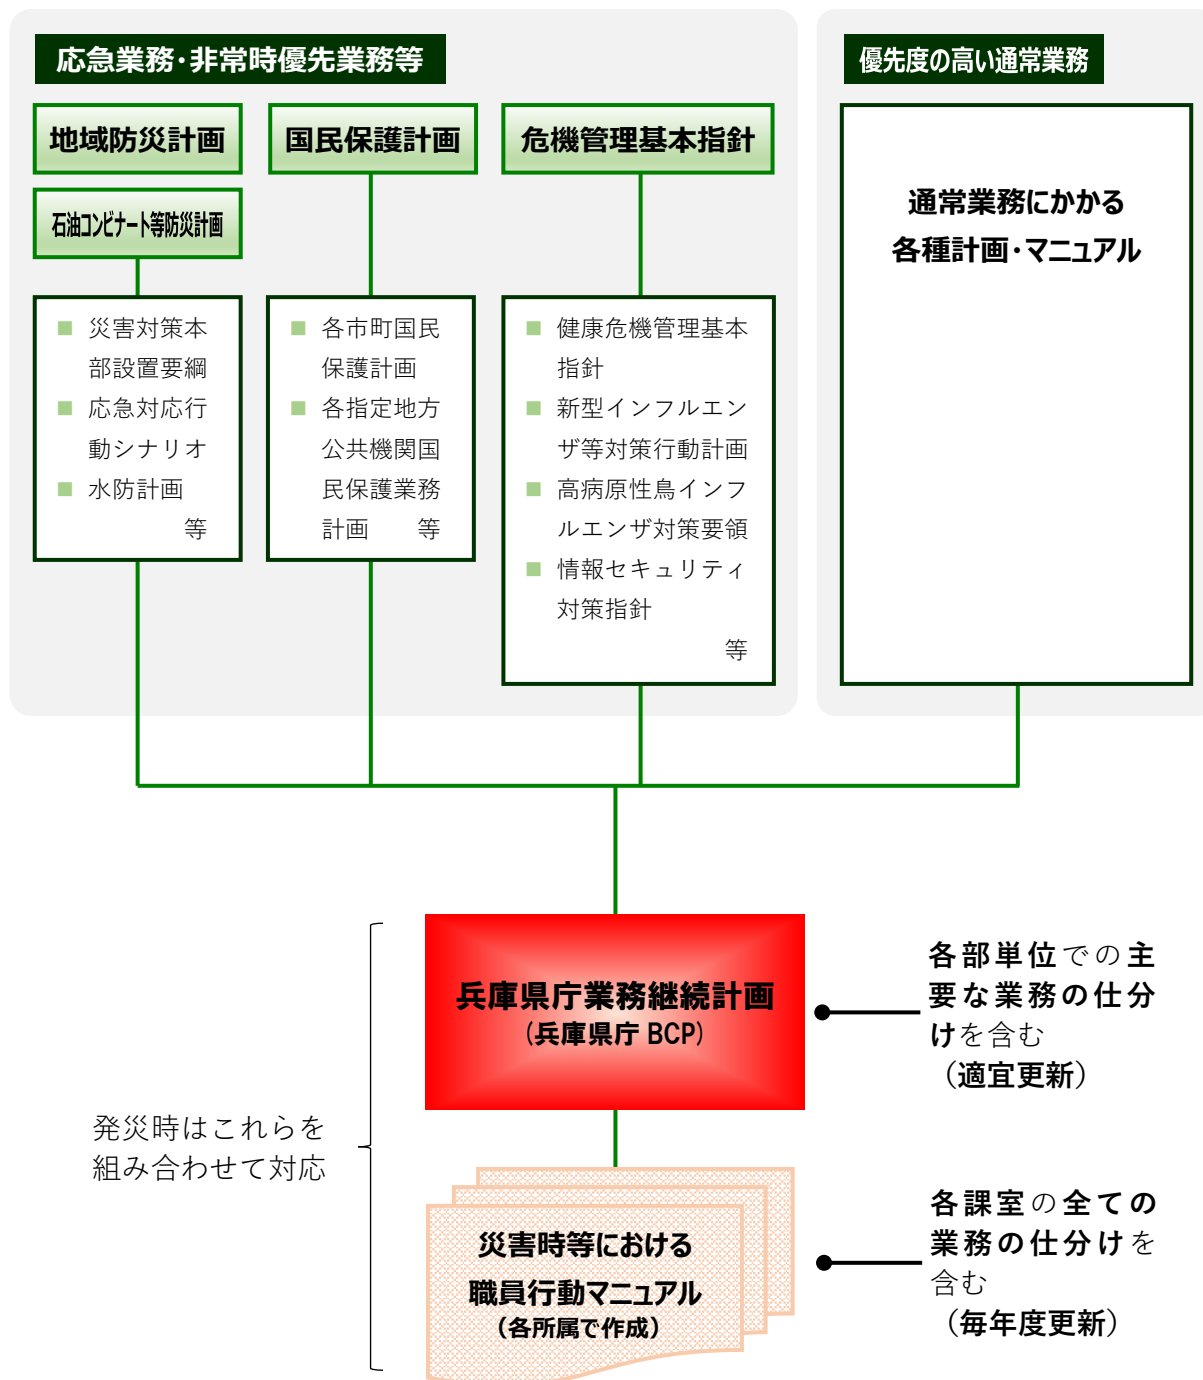 応急業務・非常時優先業務等
地域防災計画
石油コンビナート等防災計画
■ 災害対策本
部設置要綱
■ 応急対応行
動シナリオ
■ 水防計画
等
国民保護計画
■ 各市町国民
保護計画
■ 各指定地方
公共機関国
民保護業務
計画　　等
危機管理基本指針
■ 健康危機管理基本
指針
■ 新型インフルエン
ザ等対策行動計画
■ 高病原性鳥インフ
ルエンザ対策要領
■ 情報セキュリティ
対策指針
等
優先度の高い通常業務
通常業務にかかる
各種計画・マニュアル
兵庫県庁業務継続計画
（兵庫県庁 BCP）
各部単位での主
要な業務の仕分
けを含む
（適宜更新）
発災時はこれらを
組み合わせて対応
災害時等における
職員行動マニュアル
（各所属で作成）
各課室の全ての
業務の仕分けを
含む
（毎年度更新）